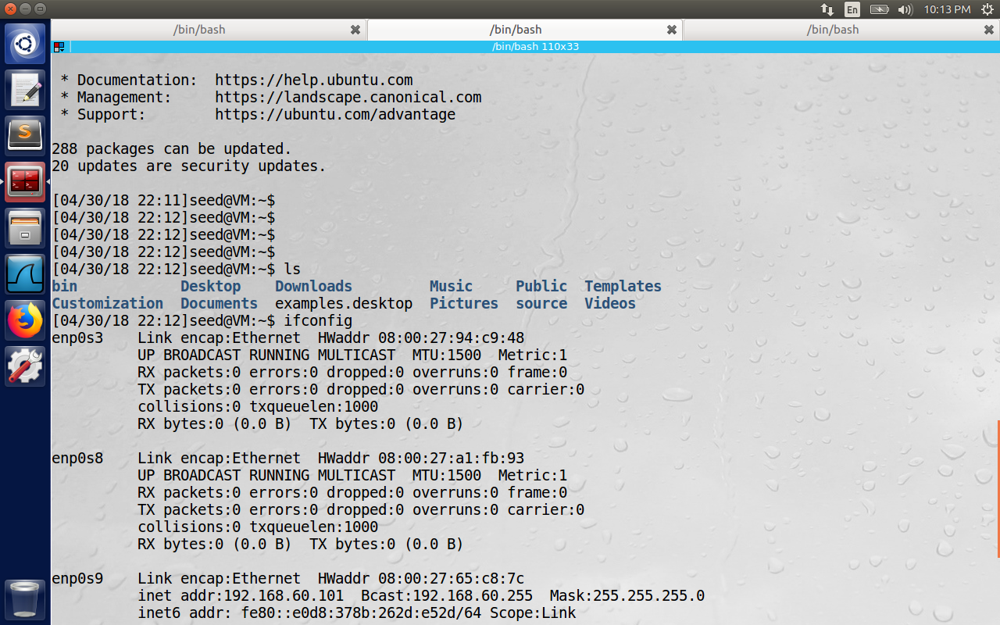 En 10:13 PM
/bin/bash /bin/bash /bin/bash
/bin/bash 110x33
* Documentation:  https://help.ubuntu.com
* Management:     https://landscape.canonical.com
* Support:        https://ubuntu.com/advantage
288 packages can be updated.
20 updates are security updates.
[04/30/18 22:11]seed@VM:~$
[04/30/18 22:12]seed@VM:~$
[04/30/18 22:12]seed@VM:~$
[04/30/18 22:12]seed@VM:~$
[04/30/18 22:12]seed@VM:~$ ls
bin            Desktop    Downloads         Music     Public  Templates
Customization  Documents  examples.desktop  Pictures  source  Videos
[04/30/18 22:12]seed@VM:~$ ifconfig
enp0s3    Link encap:Ethernet  HWaddr 08:00:27:94:c9:48
UP BROADCAST RUNNING MULTICAST  MTU:1500  Metric:1
RX packets:0 errors:0 dropped:0 overruns:0 frame:0
TX packets:0 errors:0 dropped:0 overruns:0 carrier:0
collisions:0 txqueuelen:1000
RX bytes:0 (0.0 B)  TX bytes:0 (0.0 B)
enp0s8    Link encap:Ethernet  HWaddr 08:00:27:a1:fb:93
UP BROADCAST RUNNING MULTICAST  MTU:1500  Metric:1
RX packets:0 errors:0 dropped:0 overruns:0 frame:0
TX packets:0 errors:0 dropped:0 overruns:0 carrier:0
collisions:0 txqueuelen:1000
RX bytes:0 (0.0 B)  TX bytes:0 (0.0 B)
enp0s9    Link encap:Ethernet  HWaddr 08:00:27:65:c8:7c
inet addr:192.168.60.101  Bcast:192.168.60.255  Mask:255.255.255.0
inet6 addr: fe80::e0d8:378b:262d:e52d/64 Scope:Link